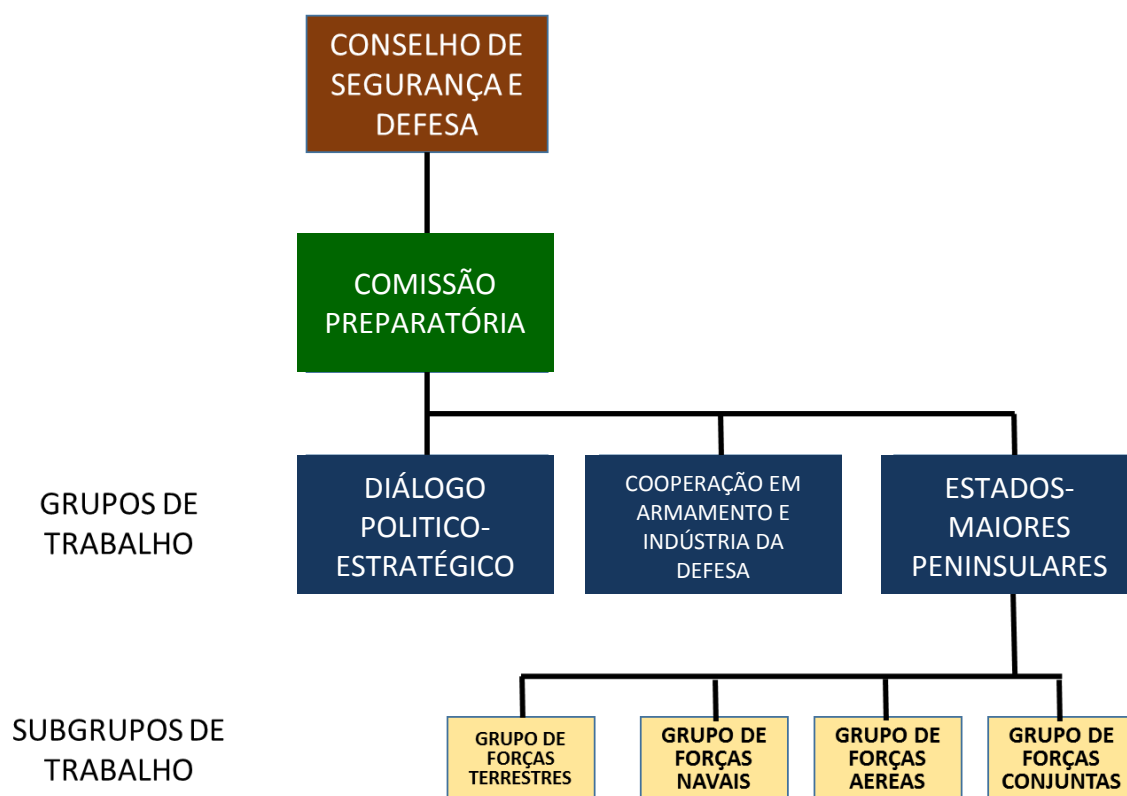 CONSELHO DE
SEGURANÇA E
DEFESA
COMISSÃO
PREPARATÓRIA
GRUPOS DE
TRABALHO
DIÁLOGO
POLITICO-
ESTRATÉGICO
COOPERAÇÃO EM
ARMAMENTO E
INDÚSTRIA DA
DEFESA
ESTADOS-
MAIORES
PENINSULARES
SUBGRUPOS DE
TRABALHO
GRUPO DE
FORÇAS
TERRESTRES
GRUPO DE
FORÇAS
NAVAIS
GRUPO DE
FORÇAS
AEREAS
GRUPO DE
FORÇAS
CONJUNTAS